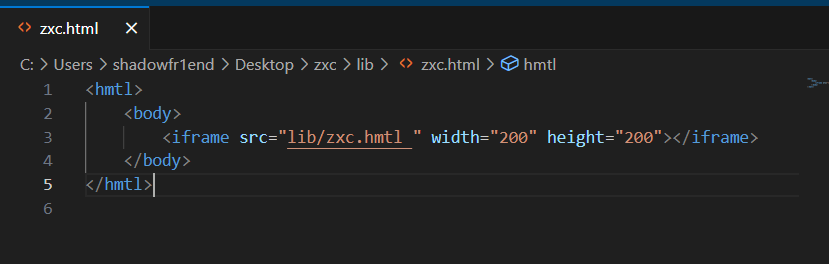 zxc.html
C: > Users > shadowfr1end > Desktop > zxc > lib > zxc.html > hmtl
1 <hmtl>
2 <body>
3 <iframe src="lib/zxc.hmtl " width="200" height="200"></iframe>
4 </body>
5 </hmtl>
6